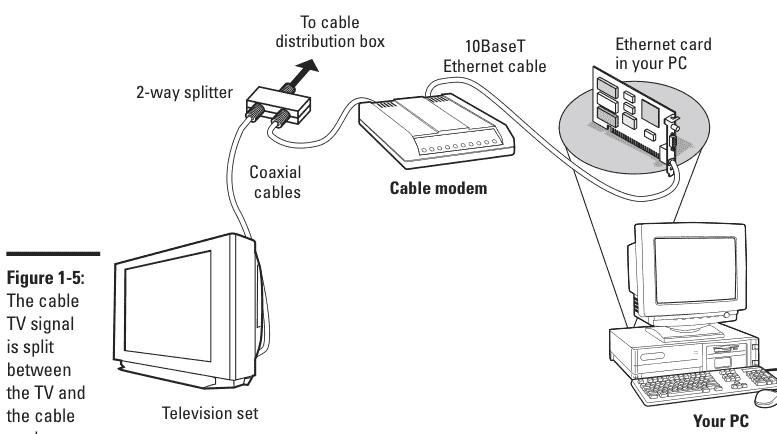 To cable
distribution box
10BaseT
Ethernet cable
Ethernet card
in your PC
2-way splitter
Coaxial
cables
Cable modem
Figure 1-5:
The cable
TV signal
is split
between
the TV and
the cable
Television set
Your PC